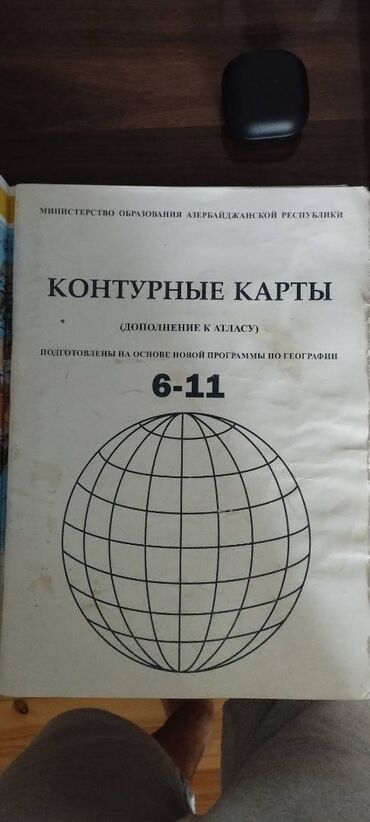 МИНИСТЕРСТВО ОБРАЗОВАНИЯ АЗЕРБАЙДЖАНСКОЙ РЕСПУБЛИКИ
КОНТУРНЫЕ КАРТЫ
(ДОПОЛНЕНИЕ К АТЛАСУ)
ПОДГОТОВЛЕНЫ НА ОСНОВЕ НОВОЙ ПРОГРАММЫ ПО ГЕОГРАФИИ
6-11